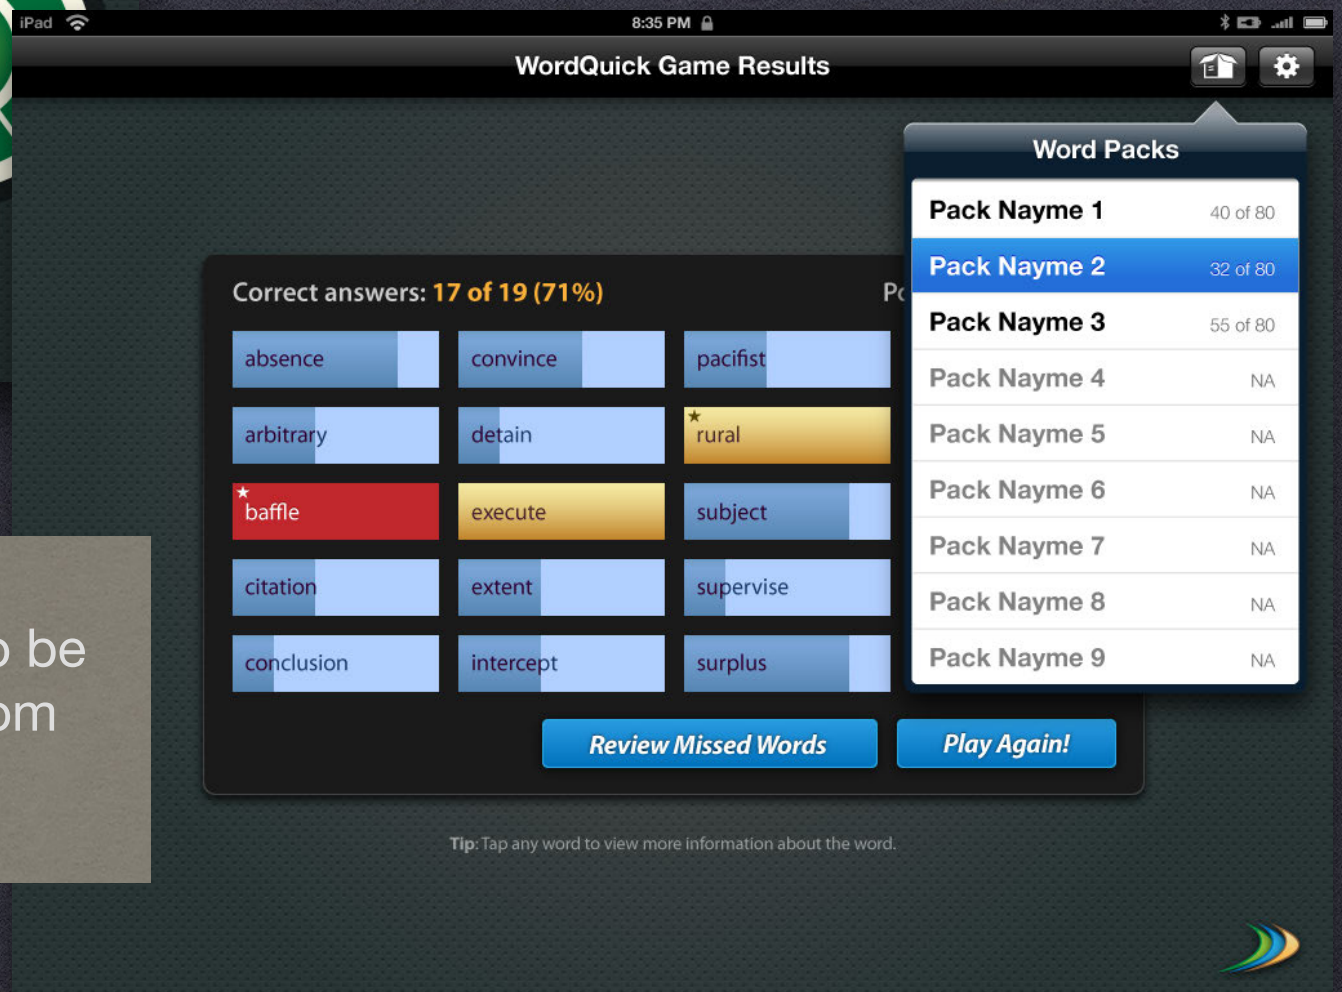 iPad 8:35 PM
WordQuick Game Results
Word Packs
Pack Nayme 1 40 of 80
Pack Nayme 2 32 of 80
Pack Nayme 3 55 of 80
Pack Nayme 4 NA
Pack Nayme 5 NA
Pack Nayme 6 NA
Pack Nayme 7 NA
Pack Nayme 8 NA
Pack Nayme 9 NA
Correct answers: 17 of 19 (71%)
absence convince pacifist
arbitrary detain rural
baffle execute subject
citation extent supervise
conclusion intercept surplus
Review Missed Words Play Again!
Tip: Tap any word to view more information about the word.
be